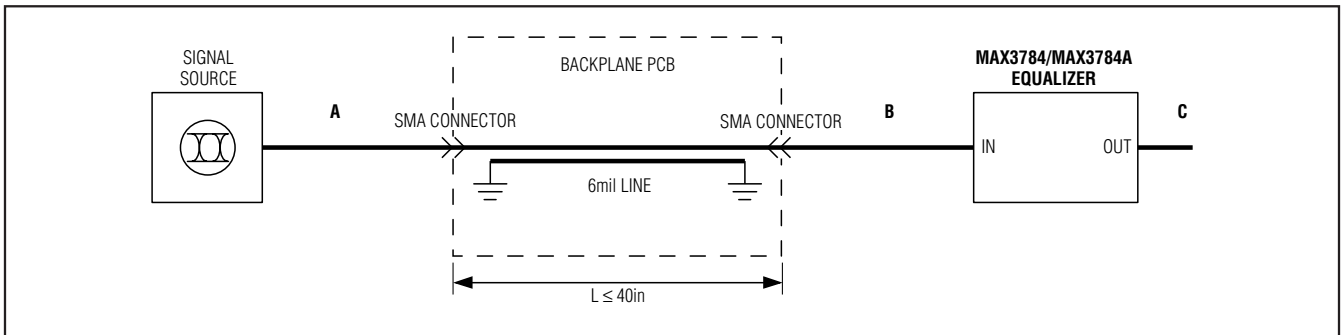 SIGNAL
SOURCE
A
SMA CONNECTOR
BACKPLANE PCB
6mil LINE
SMA CONNECTOR
B
MAX3784/MAX3784A
EQUALIZER
IN
OUT
C
L ≤ 40in